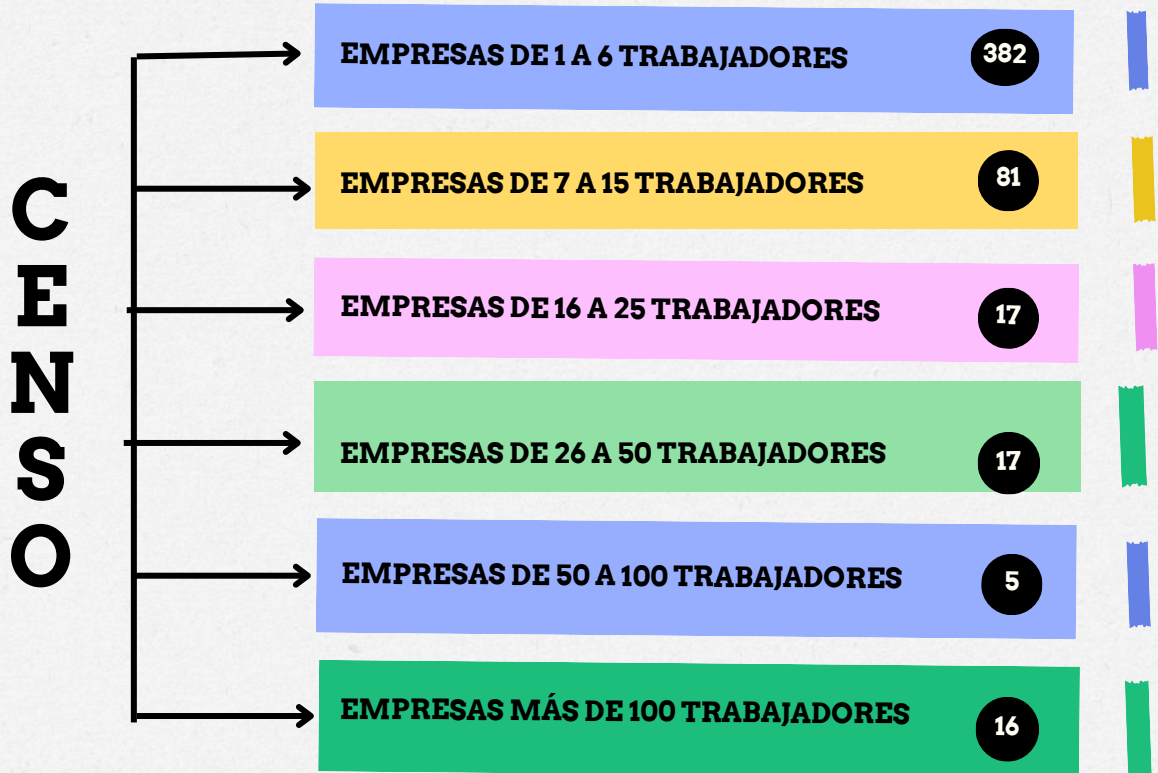 CENSO
EMPRESAS DE 1 A 6 TRABAJADORES 382
EMPRESAS DE 7 A 15 TRABAJADORES 81
EMPRESAS DE 16 A 25 TRABAJADORES 17
EMPRESAS DE 26 A 50 TRABAJADORES 17
EMPRESAS DE 50 A 100 TRABAJADORES 5
EMPRESAS MÁS DE 100 TRABAJADORES 16